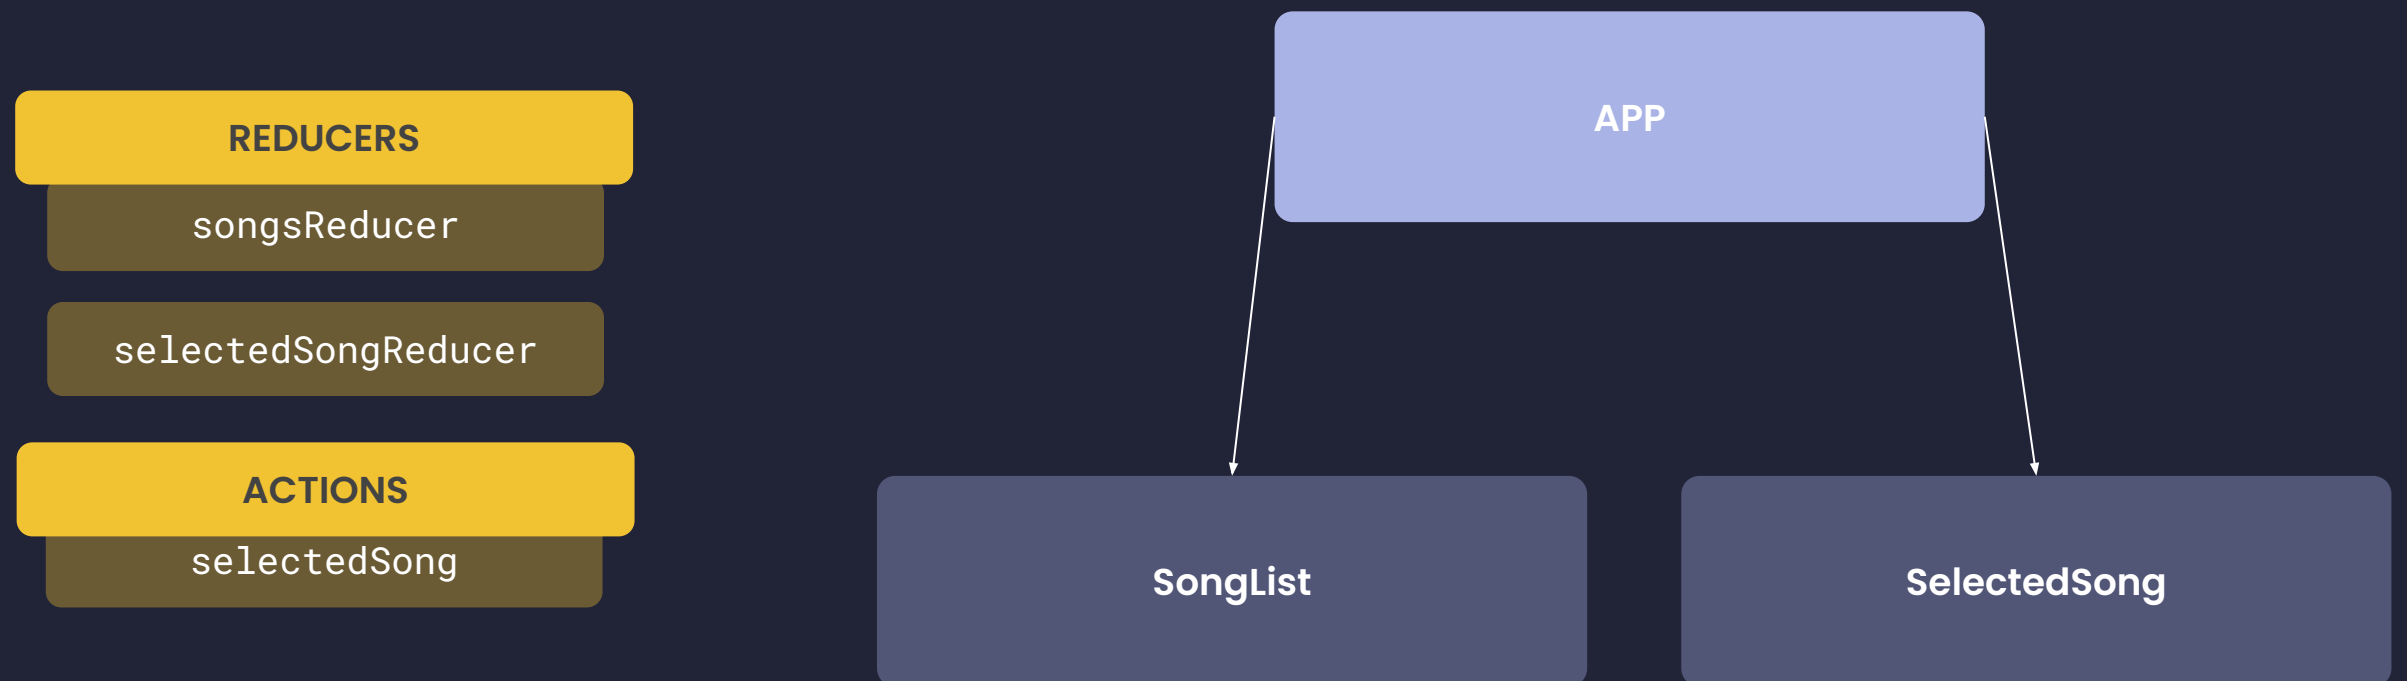 REDUCERS
songsReducer
selectedSongReducer
ACTIONS
selectedSong
APP
SongList
SelectedSong